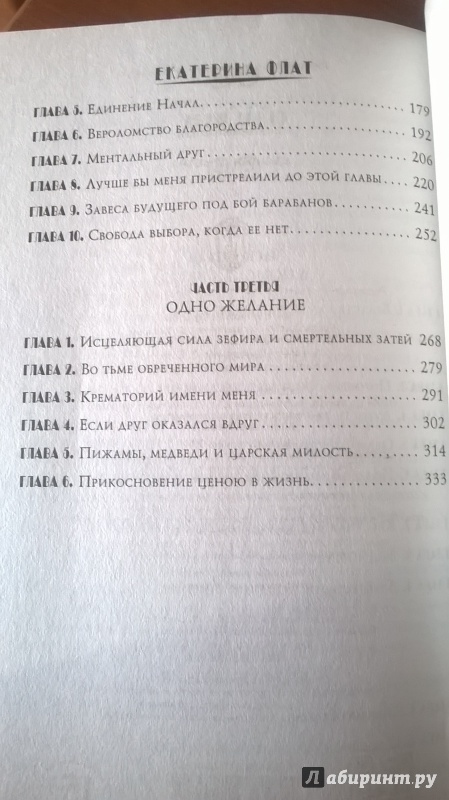 ЕКАТЕРИНА ФЛАТ
ГЛАВА 5. Единение Начал. 179
ГЛАВА 6. Вероломство благородства. 192
ГЛАВА 7. Ментальный друг 206
ГЛАВА 8. Лучше бы меня пристрелили до этой главы 220
ГЛАВА 9. Завеса будущего под бой барабанов 241
ГЛАВА 10. Свобода выбора, когда ее нет 252
ЧАСТЬ ТРЕТЬЯ
ОДНО ЖЕЛАНИЕ
ГЛАВА 1. Исцеляющая сила зефира и смертельных затей 268
ГЛАВА 2. Во тьме обреченного мира 279
ГЛАВА 3. Крематорий имени меня 291
ГЛАВА 4. Если друг оказался вдруг 302
ГЛАВА 5. Пижамы, медведи и царская милость 314
ГЛАВА 6. Прикосновение ценою в жизнь. 333
Лабиринт.ру